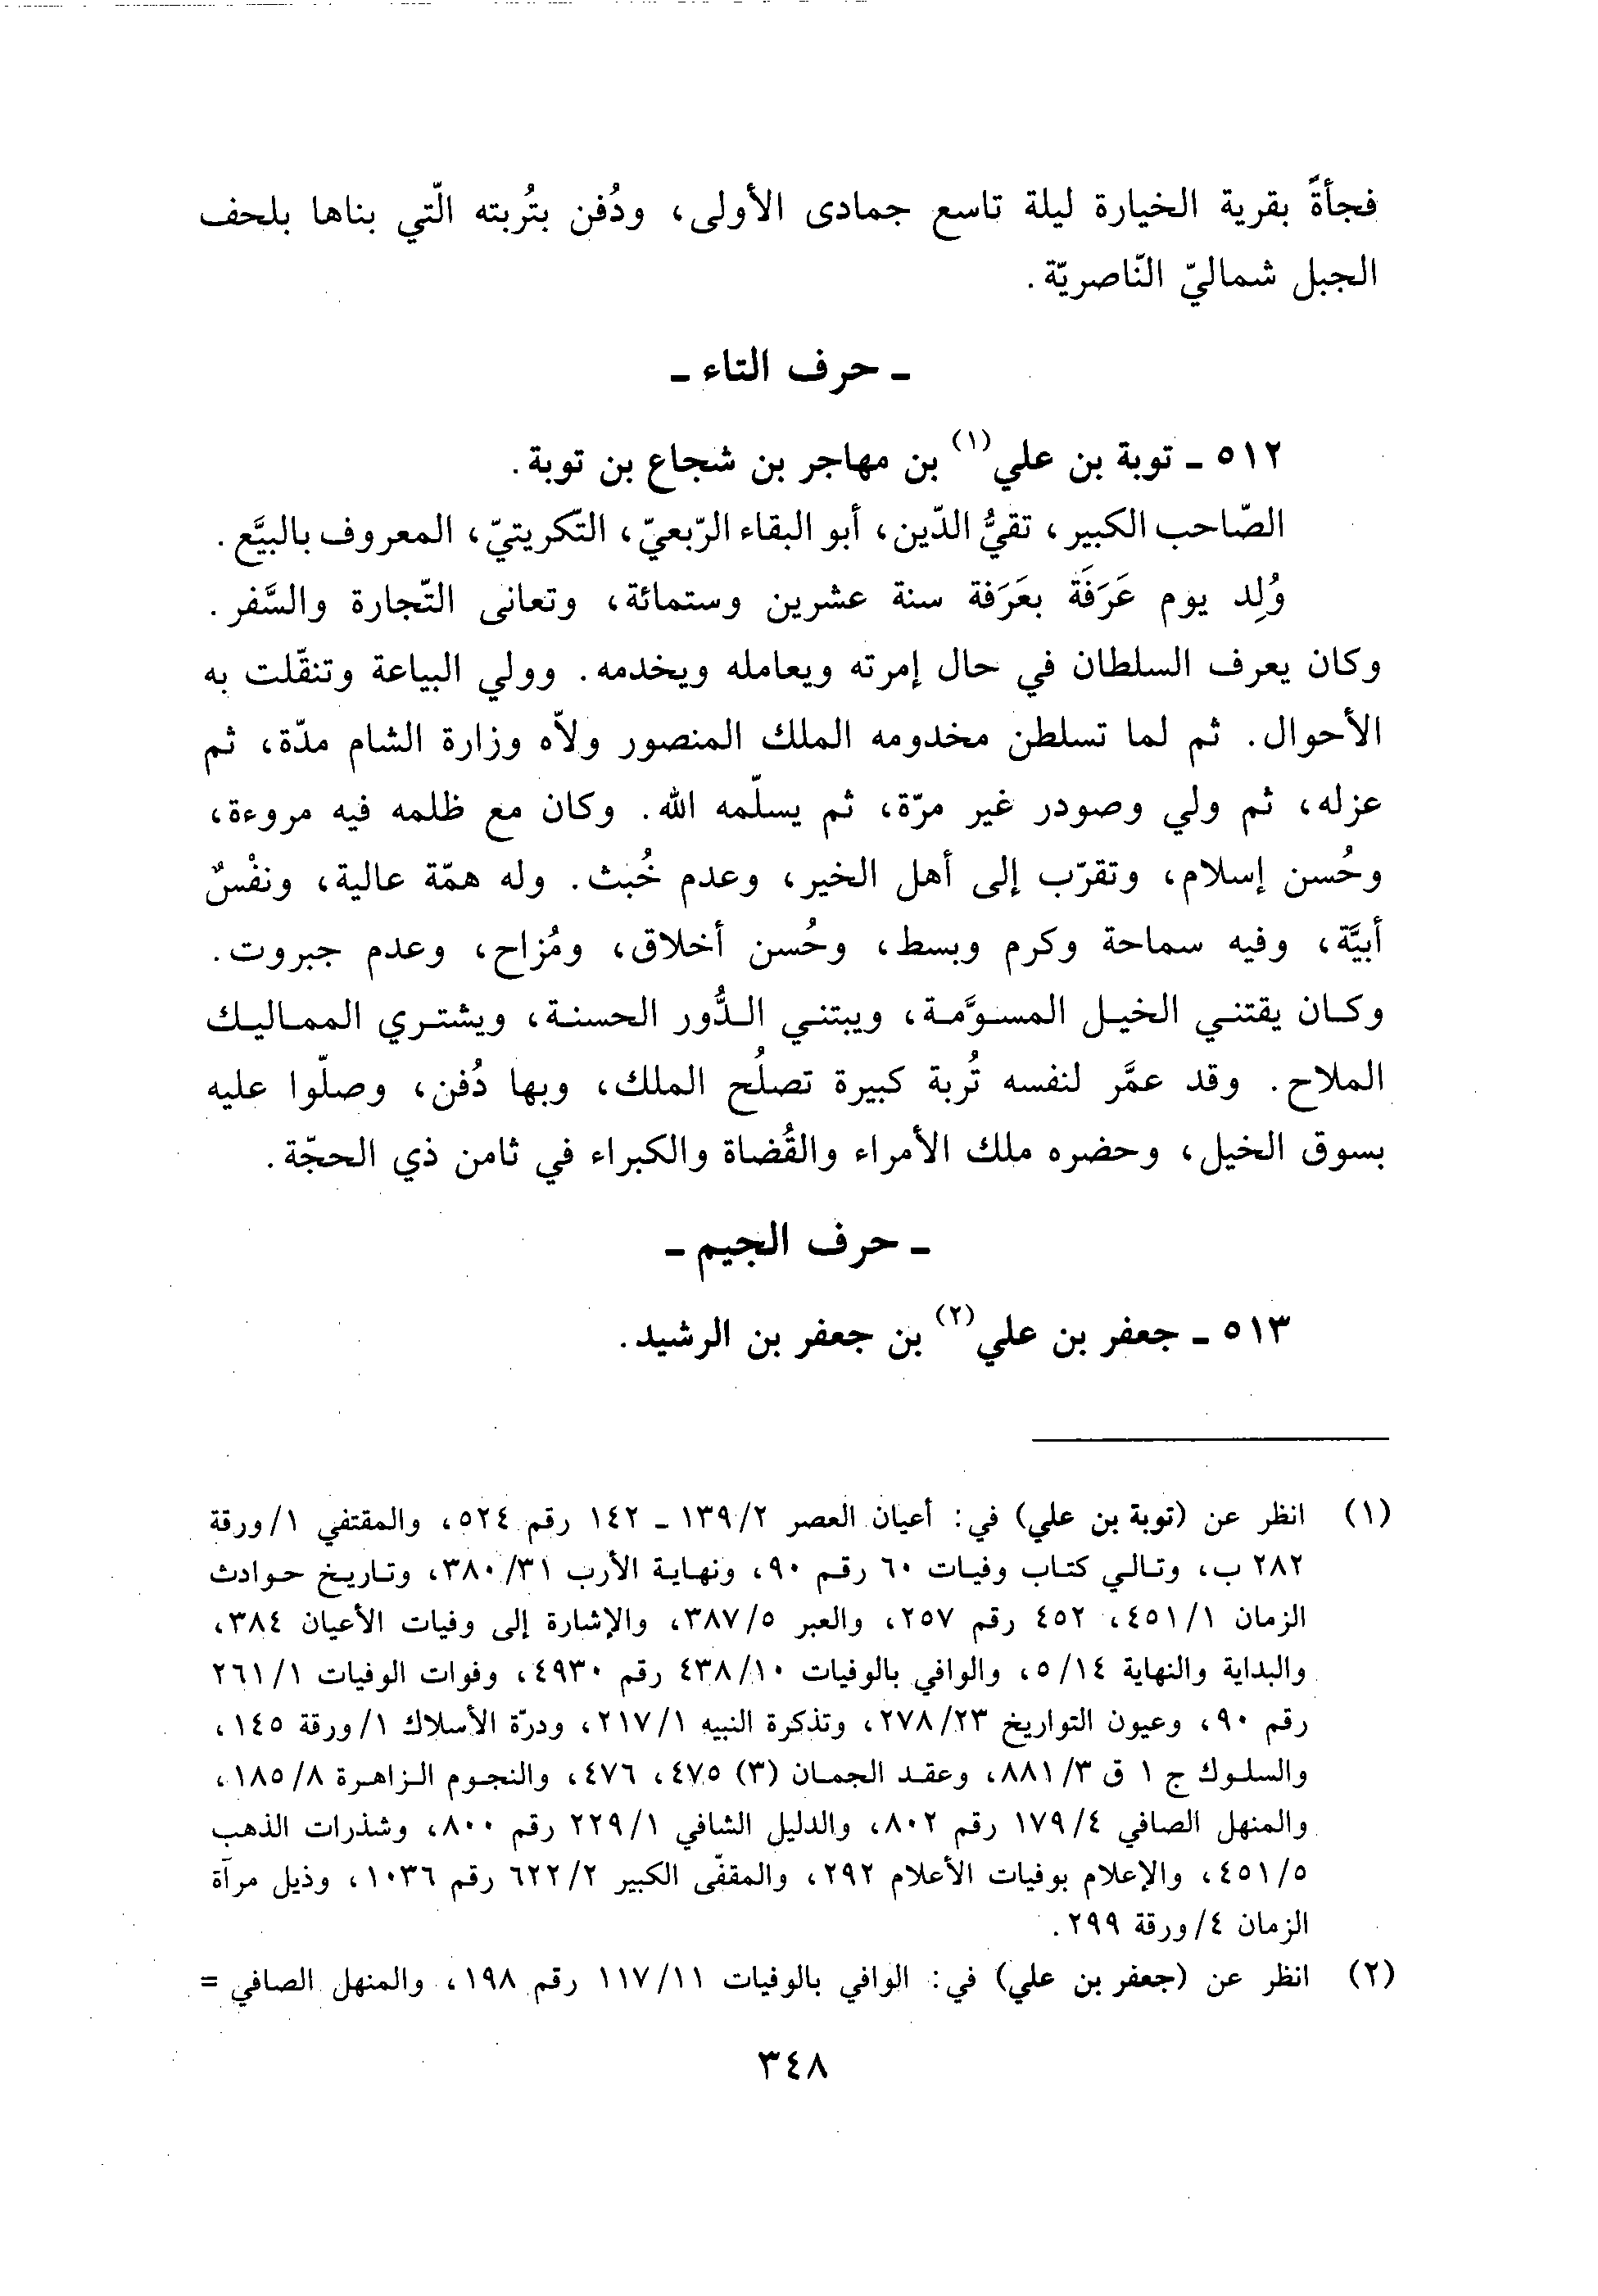 فجأةً بقرية الخيارة ليلة تاسع جمادى الأولى، ودُفن بتُربته الّتي بناها بلحف
الجبل شماليّ النّاصريّة.
ـ حرف التاء ـ
٥١٢ ـ توبة بن علي(١) بن مهاجر بن شجاع بن توبة.
الصّاحب الكبير، تقيُّ الدّين، أبو البقاء الرّبعيّ، التّكريتيّ، المعروف بالبيَّع.
وُلِد يوم عَرَفَة بعَرَفة سنة عشرين وستمائة، وتعانى التّجارة والسَّفر.
وكان يعرف السلطان في حال إمرته ويعامله ويخدمه. وولي البياعة وتنقّلت به
الأحوال. ثم لما تسلطن مخدومه الملك المنصور ولاّه وزارة الشام مدّة، ثم
عزله، ثم ولي وصودر غير مرّة، ثم يسلّمه الله. وكان مع ظلمه فيه مروءة،
وحُسن إسلام، وتقرّب إلى أهل الخير، وعدم خُبث. وله همّة عالية، ونفْسٌ
أبيَّة، وفيه سماحة وكرم وبسط، وحُسن أخلاق، ومُزاح، وعدم جبروت.
وكان يقتني الخيل المسوَّمة، ويبتني الدُّور الحسنة، ويشتري المماليك
الملاح. وقد عمَّر لنفسه تُربة كبيرة تصلُح الملك، وبها دُفن، وصلّوا عليه
بسوق الخيل، وحضره ملك الأمراء والقُضاة والكبراء في ثامن ذي الحجّة.
ـ حرف الجيم ـ
٥١٣ ـ جعفر بن علي(٢) بن جعفر بن الرشيد.
(١) انظر عن (توبة بن علي) في: أعيان العصر ١٣٩/٢ ـ ١٤٢ رقم ٥٢٤، والمقتفي ١/ورقة
٢٨٢ ب، وتالي كتاب وفيات ٦٠ رقم ٩٠، ونهاية الأرب ٣٨٠/٣١، وتاريخ حوادث
الزمان ٤٥١/١، ٤٥٢ رقم ٢٥٧، والعبر ٣٨٧/٥، والإشارة إلى وفيات الأعيان ٣٨٤،
والبداية والنهاية ٥/١٤، والوافي بالوفيات ٤٣٨/١٠ رقم ٤٩٣٠، وفوات الوفيات ٢٦١/١
رقم ٩٠، وعيون التواريخ ٢٧٨/٢٣، وتذكرة النبيه ٢١٧/١، ودرّة الأسلاك ١/ورقة ١٤٥،
والسلوك ج ١ ق ٨٨١/٣، وعقد الجمان (٣) ٤٧٥، ٤٧٦، والنجوم الزاهرة ١٨٥/٨،
والمنهل الصافي ١٧٩/٤ رقم ٨٠٢، والدليل الشافي ٢٢٩/١ رقم ٨٠٠، وشذرات الذهب
٤٥١/٥، والإعلام بوفيات الأعلام ٢٩٢، والمقفّى الكبير ٦٢٢/٢ رقم ١٠٣٦، وذيل مرآة
الزمان ٤/ورقة ٢٩٩.
(٢) انظر عن (جعفر بن علي) في: الوافي بالوفيات ١١٧/١١ رقم ١٩٨، والمنهل الصافي =
٣٤٨